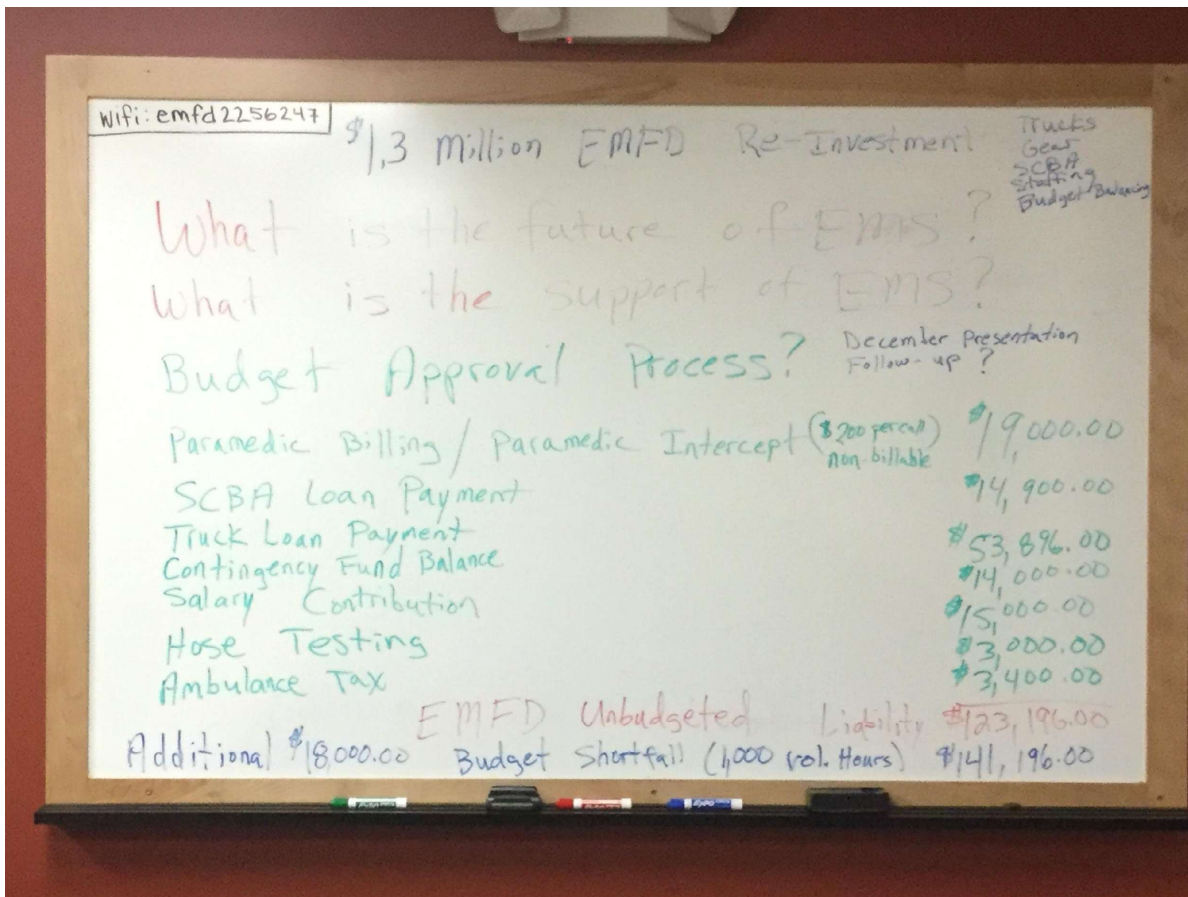 Wifi: emfd2256247
$1.3 Million EMFD Re-Investment
Trucks
Gear
SCBA
Staffing
Budget Balancing
What is the future of EMS?
What is the support of EMS?
Budget Approval Process?
December Presentation
Follow-up?
Paramedic Billing / Paramedic Intercept ($200 per call) $19,000.00
non-billable
SCBA Loan Payment $14,900.00
Truck Loan Payment $53,896.00
Contingency Fund Balance $14,000.00
Salary Contribution $15,000.00
Hose Testing $3,000.00
Ambulance Tax $3,400.00
EMFD Unbudgeted Liability $123,196.00
Additional $18,000.00 Budget Shortfall (1,000 vol. Hours) $141,196.00